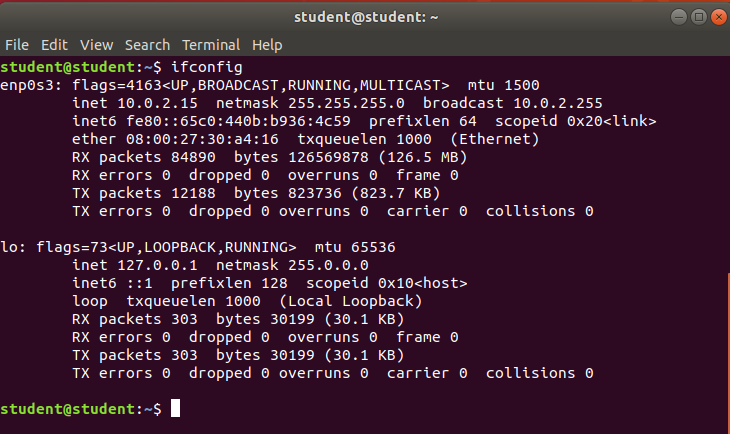 student@student: ~
File Edit View Search Terminal Help
student@student:~$ ifconfig
enp0s3: flags=4163<UP,BROADCAST,RUNNING,MULTICAST>  mtu 1500
        inet 10.0.2.15  netmask 255.255.255.0  broadcast 10.0.2.255
        inet6 fe80::65c0:440b:b936:4c59  prefixlen 64  scopeid 0x20<link>
        ether 08:00:27:30:a4:16  txqueuelen 1000  (Ethernet)
        RX packets 84890  bytes 126569878 (126.5 MB)
        RX errors 0  dropped 0  overruns 0  frame 0
        TX packets 12188  bytes 823736 (823.7 KB)
        TX errors 0  dropped 0 overruns 0  carrier 0  collisions 0

lo: flags=73<UP,LOOPBACK,RUNNING>  mtu 65536
        inet 127.0.0.1  netmask 255.0.0.0
        inet6 ::1  prefixlen 128  scopeid 0x10<host>
        loop  txqueuelen 1000  (Local Loopback)
        RX packets 303  bytes 30199 (30.1 KB)
        RX errors 0  dropped 0  overruns 0  frame 0
        TX packets 303  bytes 30199 (30.1 KB)
        TX errors 0  dropped 0 overruns 0  carrier 0  collisions 0

student@student:~$